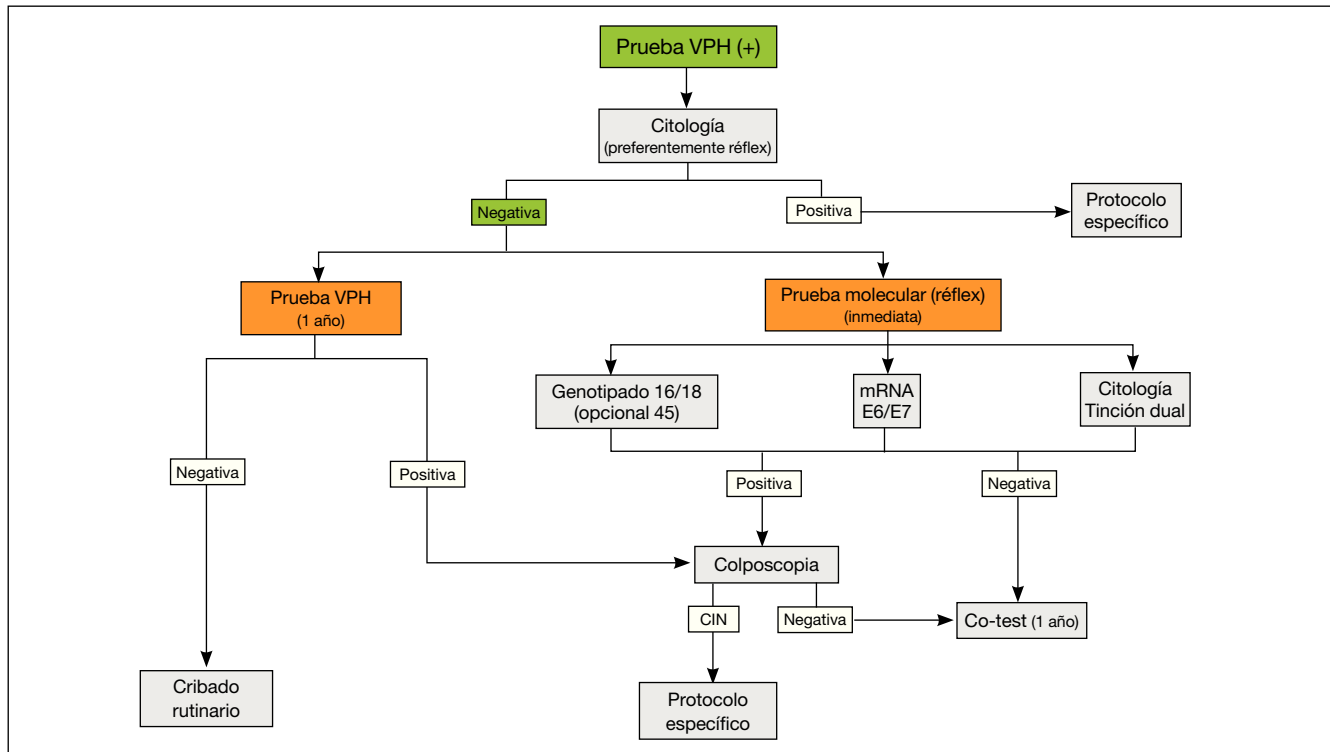 Prueba VPH (+)
Citología
(preferentemente réflex)
Negativa
Positiva
Protocolo
específico
Prueba VPH
(1 año)
Prueba molecular (réflex)
(inmediata)
Genotipado 16/18
(opcional 45)
mRNA
E6/E7
Citología
Tinción dual
Negativa
Positiva
Positiva
Negativa
Colposcopia
CIN
Negativa
Co-test (1 año)
Cribado
rutinario
Protocolo
específico